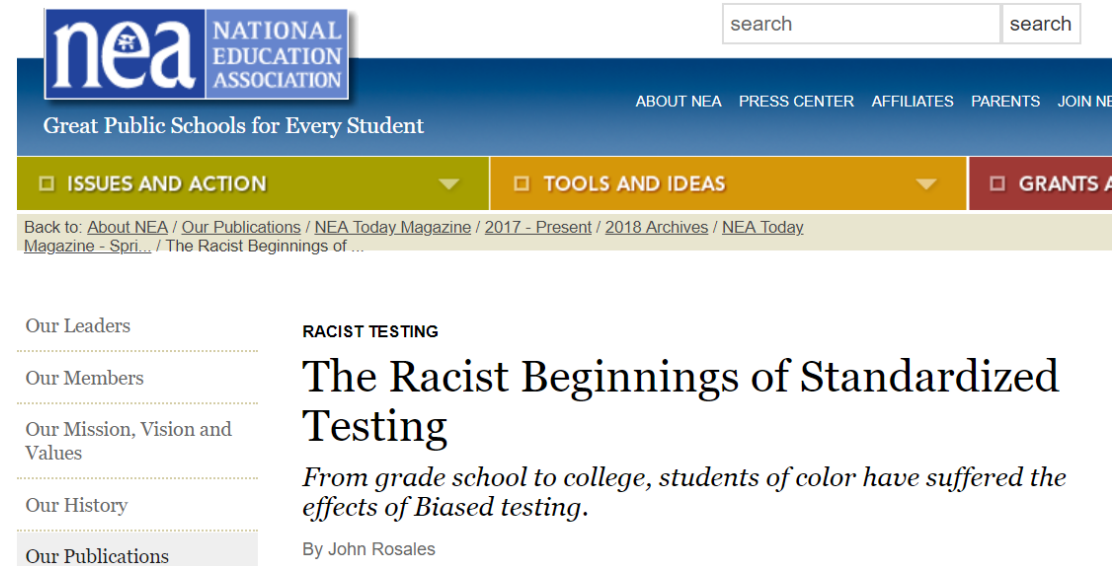 nea NATIONAL
EDUCATION
ASSOCIATION
Great Public Schools for Every Student
search search
ABOUT NEA PRESS CENTER AFFILIATES PARENTS JOIN NE
ISSUES AND ACTION TOOLS AND IDEAS GRANTS A
Back to: About NEA / Our Publications / NEA Today Magazine / 2017 - Present / 2018 Archives / NEA Today
Magazine - Spri... / The Racist Beginnings of ...
Our Leaders
Our Members
Our Mission, Vision and
Values
Our History
Our Publications
RACIST TESTING
The Racist Beginnings of Standardized
Testing
From grade school to college, students of color have suffered the
effects of Biased testing.
By John Rosales